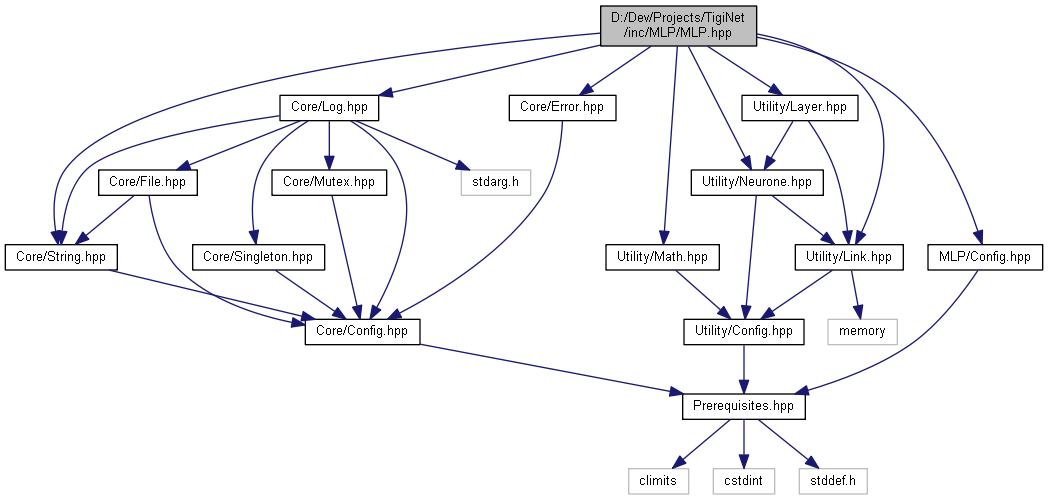 D:/Dev/Projects/TigiNet
/inc/MLP/MLP.hpp
Core/Log.hpp
Core/Error.hpp
Utility/Layer.hpp
Core/File.hpp
Core/Mutex.hpp
stdarg.h
Utility/Neurone.hpp
Core/String.hpp
Core/Singleton.hpp
Utility/Math.hpp
Utility/Link.hpp
MLP/Config.hpp
Core/Config.hpp
Utility/Config.hpp
memory
Prerequisites.hpp
climits
cstdint
stddef.h